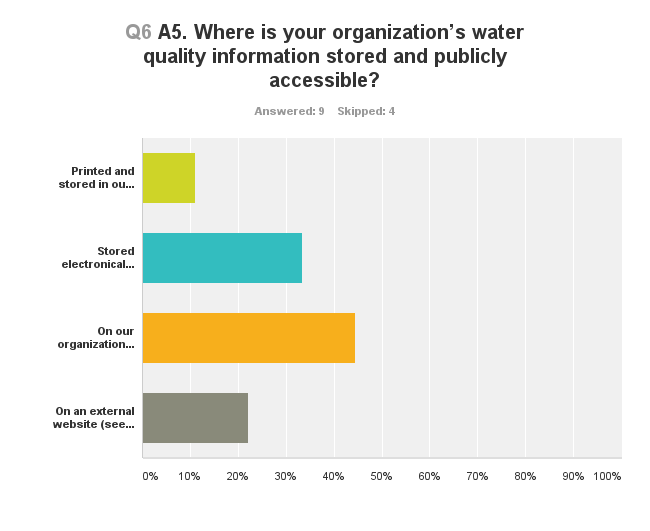 Q6 A5. Where is your organization’s water
quality information stored and publicly
accessible?
Answered: 9 Skipped: 4
Printed and
stored in ou...
Stored
electronical...
On our
organization...
On an external
website (see...
0% 10% 20% 30% 40% 50% 60% 70% 80% 90% 100%